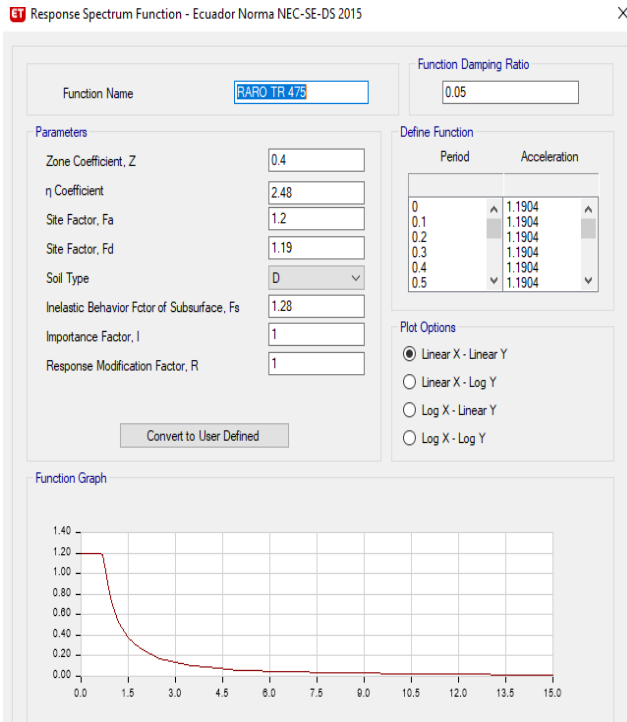 ET Response Spectrum Function - Ecuador Norma NEC-SE-DS 2015 X
Function Name RARO TR 475
Function Damping Ratio
0.05
Parameters
Zone Coefficient, Z 0.4
η Coefficient 2.48
Site Factor, Fa 1.2
Site Factor, Fd 1.19
Soil Type D
Inelastic Behavior Fctor of Subsurface, Fs 1.28
Importance Factor, I 1
Response Modification Factor, R 1
Convert to User Defined
Define Function
Period Acceleration
0 1.1904
0.1 1.1904
0.2 1.1904
0.3 1.1904
0.4 1.1904
0.5 1.1904
Plot Options
Linear X - Linear Y
Linear X - Log Y
Log X - Linear Y
Log X - Log Y
Function Graph
1.40
1.20
1.00
0.80
0.60
0.40
0.20
0.00
0.0 1.5 3.0 4.5 6.0 7.5 9.0 10.5 12.0 13.5 15.0